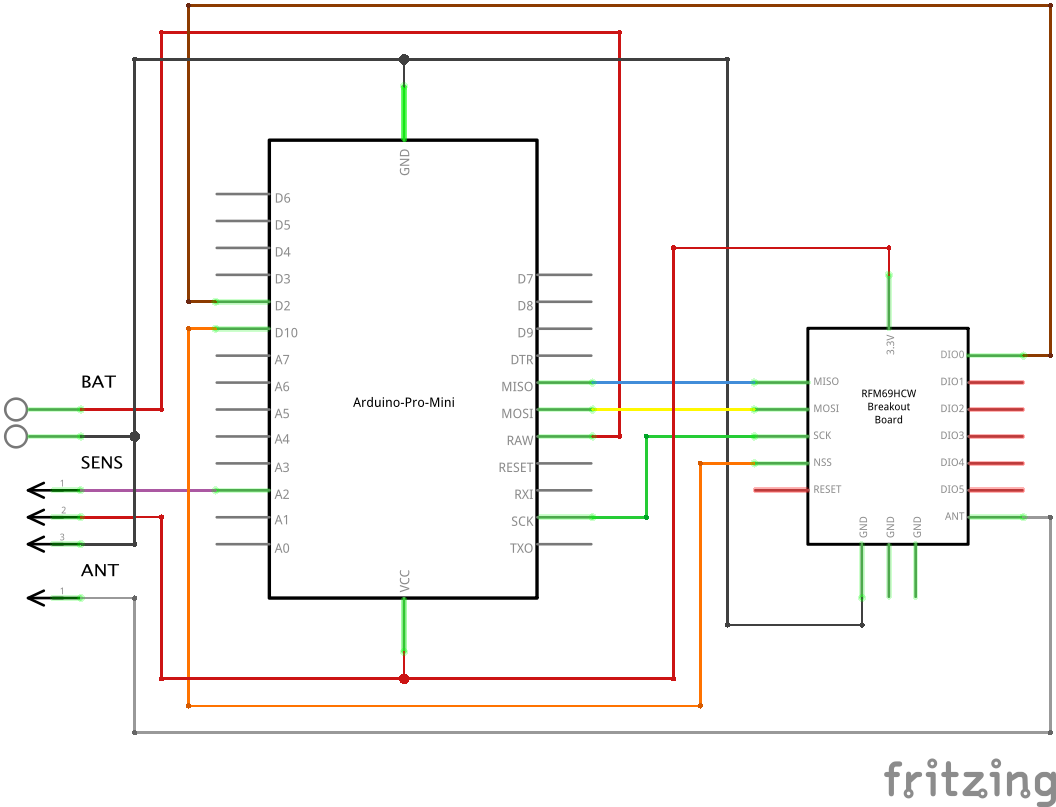 GND
D6
D5
D4
D3
D2
D10
A7
A6
A5
A4
A3
A2
A1
A0
D7
D8
D9
DTR
MISO
MOSI
RAW
RESET
RXI
SCK
TXO
VCC
Arduino-Pro-Mini
BAT
SENS
1
2
3
ANT
1
3.3V
MISO
MOSI
SCK
NSS
RESET
RFM69HCW
Breakout
Board
DIO0
DIO1
DIO2
DIO3
DIO4
DIO5
ANT
GND
GND
GND
fritzing